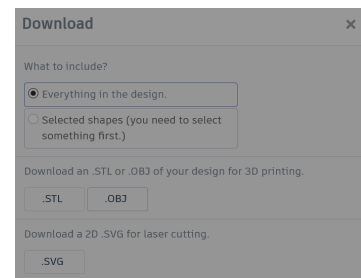 Download ×
What to include?
Everything in the design.
Selected shapes (you need to select
something first.)
Download an .STL or .OBJ of your design for 3D printing.
.STL .OBJ
Download a 2D .SVG for laser cutting.
.SVG